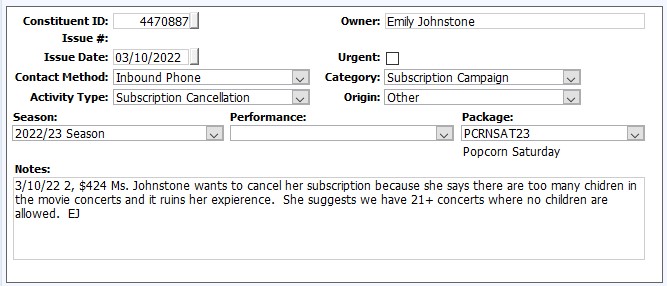 Constituent ID: 4470887 Owner: Emily Johnstone
Issue #:
Issue Date: 03/10/2022 Urgent:
Contact Method: Inbound Phone Category: Subscription Campaign
Activity Type: Subscription Cancellation Origin: Other
Season: Performance: Package:
2022/23 Season PCRNSAT23
Popcorn Saturday
Notes:
3/10/22 2, $424 Ms. Johnstone wants to cancel her subscription because she says there are too many chidren in
the movie concerts and it ruins her expierence. She suggests we have 21+ concerts where no children are
allowed. EJ